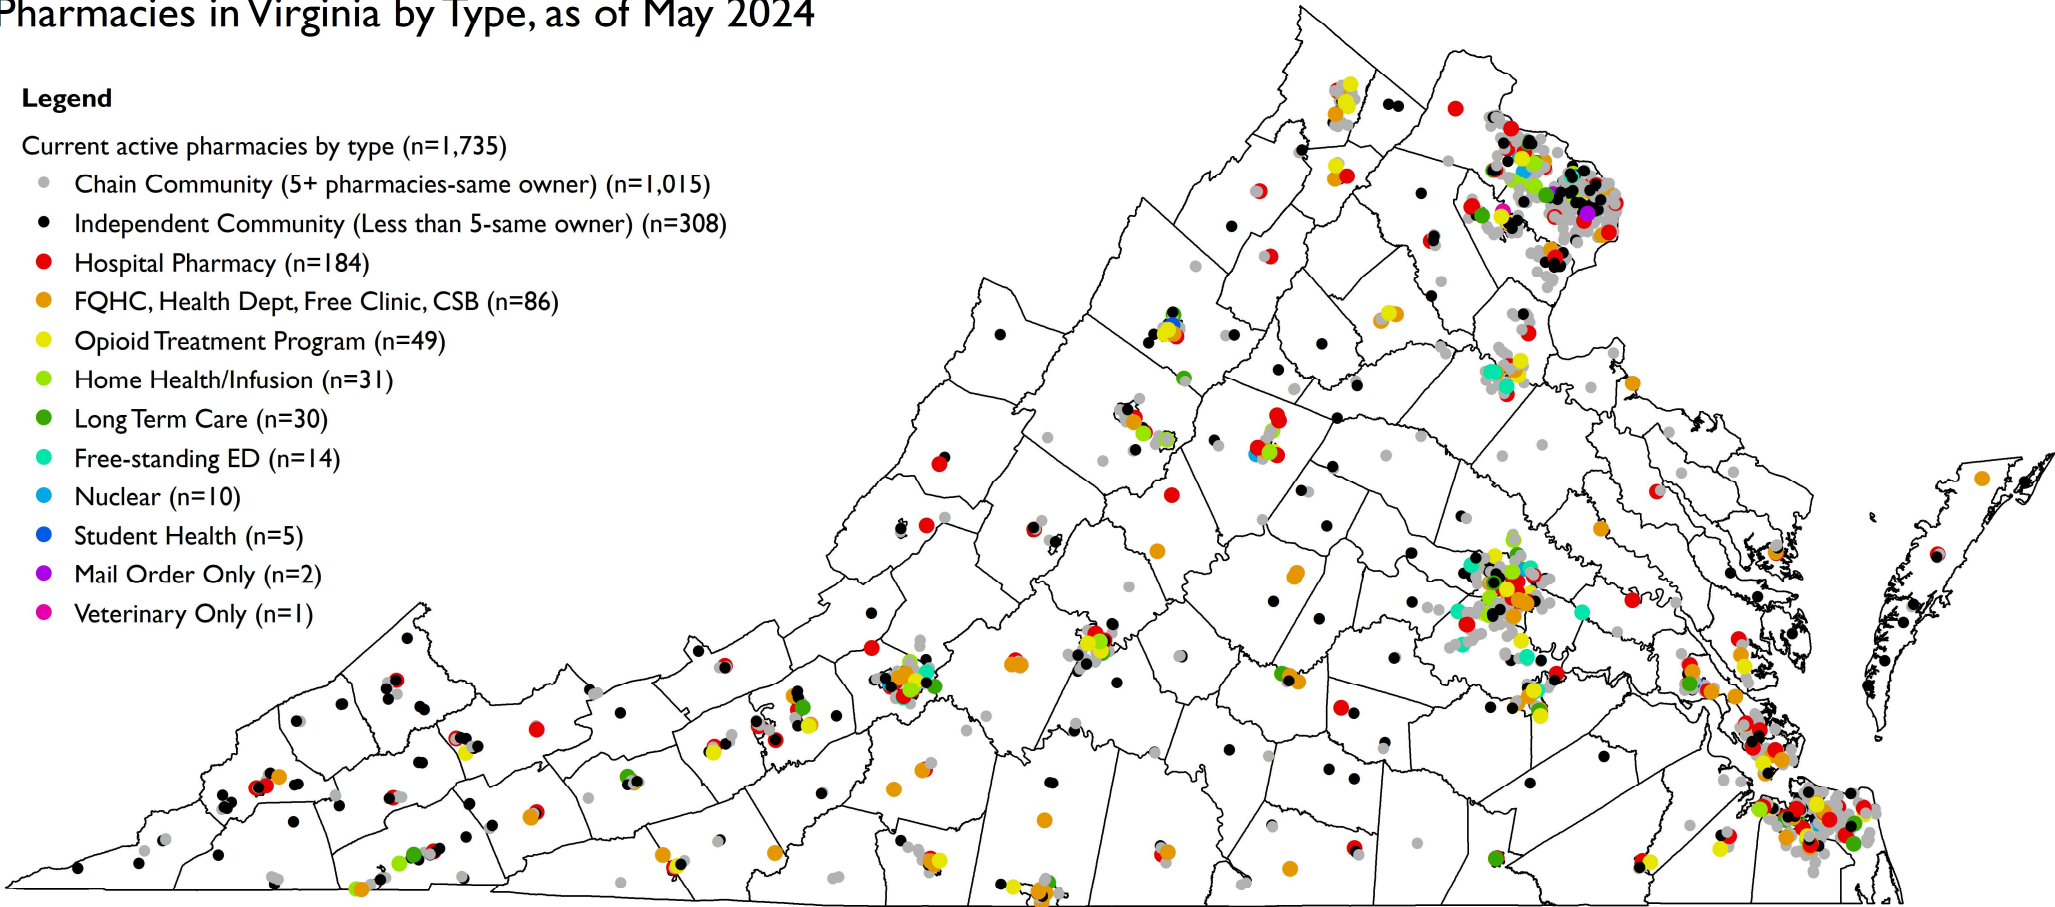 Pharmacies in Virginia by Type, as of May 2024
Legend
Current active pharmacies by type (n=1,735)
Chain Community (5+ pharmacies-same owner) (n=1,015)
Independent Community (Less than 5-same owner) (n=308)
Hospital Pharmacy (n=184)
FQHC, Health Dept, Free Clinic, CSB (n=86)
Opioid Treatment Program (n=49)
Home Health/Infusion (n=31)
Long Term Care (n=30)
Free-standing ED (n=14)
Nuclear (n=10)
Student Health (n=5)
Mail Order Only (n=2)
Veterinary Only (n=1)